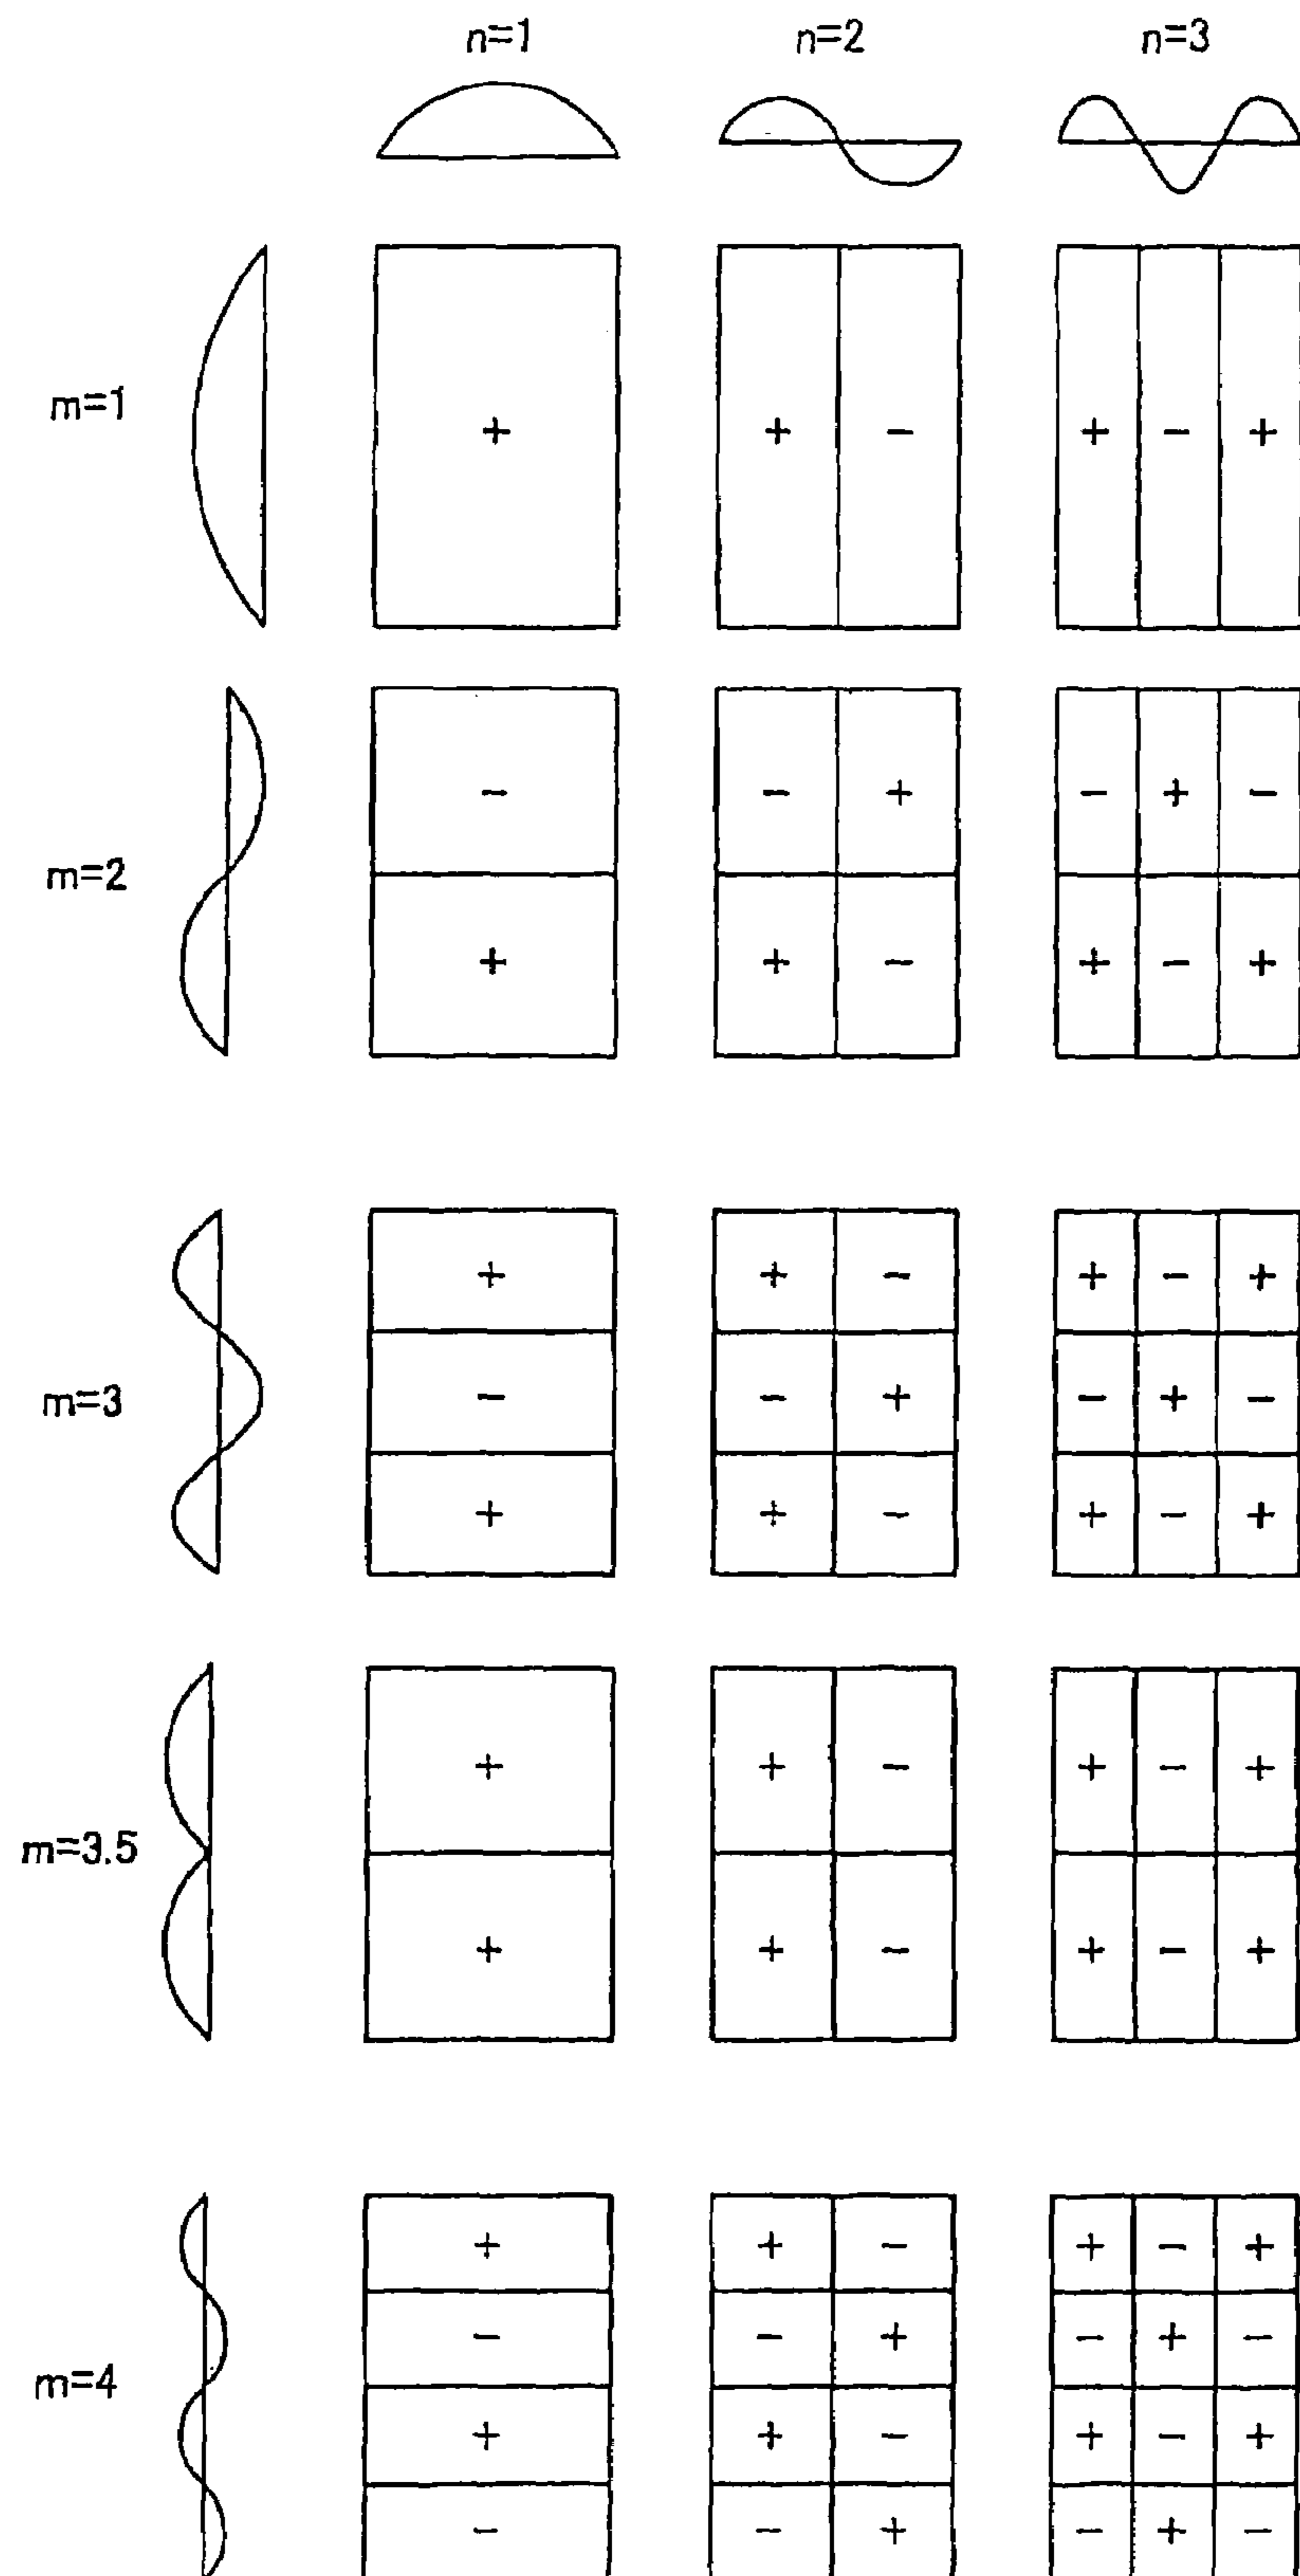 n=1 n=2 n=3
m=1 + + - + - +
m=2
- - + - + -
+ + - + - +
+ + - + - +
m=3 - - + - + -
+ + - + - +
+ + - + - +
m=3.5
+ + - + - +
+ + - + - +
- - + - + -
m=4
+ + - + - +
- - + - + -